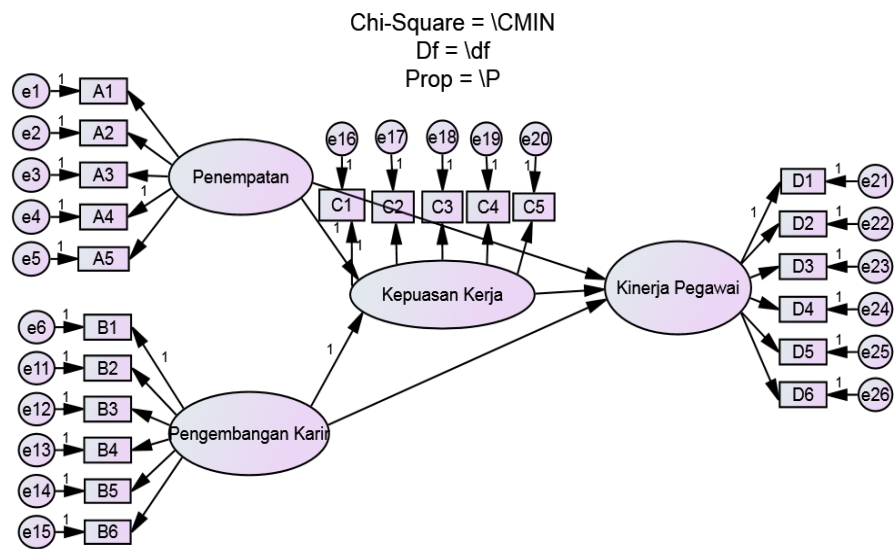 Chi-Square = \CMIN
Df = \df
Prop = \P
e1 1 A1
e2 1 A2
e3 1 A3
e4 1 A4
e5 1 A5
1
Penempatan
e16 e17 e18 e19 e20
1 1 1 1 1
C1 C2 C3 C4 C5
1 1
Kepuasan Kerja
1
Kinerja Pegawai
1
D1 1 e21
D2 1 e22
D3 1 e23
D4 1 e24
D5 1 e25
D6 1 e26
e6 1 B1
e11 1 B2
e12 1 B3
e13 1 B4
e14 1 B5
e15 1 B6
1
Pengembangan Karir